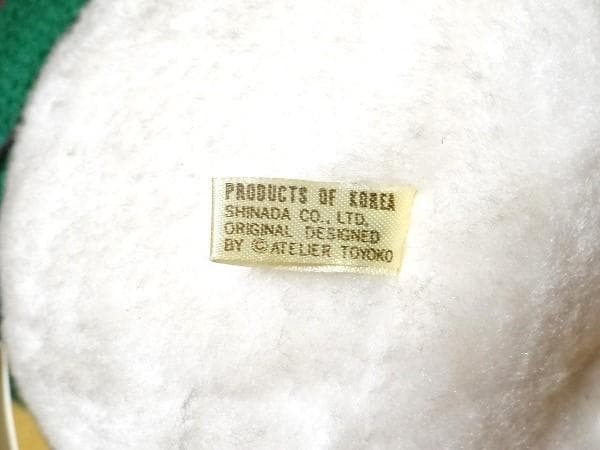 PRODUCTS OF KOREA
SHINADA CO., LTD.
ORIGINAL DESIGNED
BY ©ATELIER TOYOKO